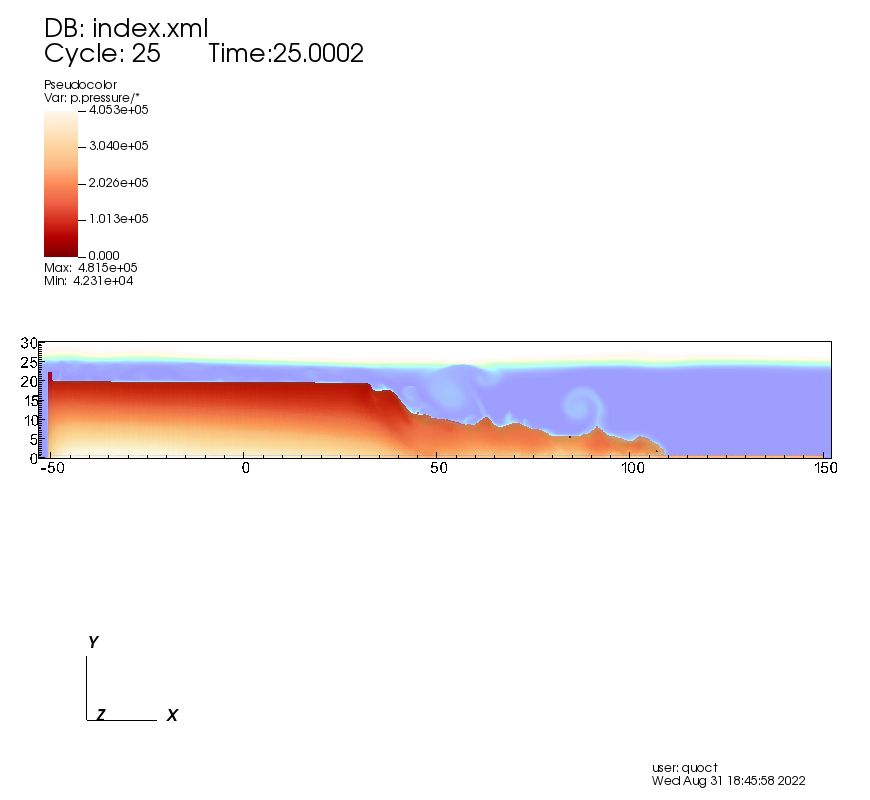 DB: index.xml
Cycle: 25 Time:25.0002
Pseudocolor
Var: p.pressure/*
4.053e+05
3.040e+05
2.026e+05
1.013e+05
0.000
Max: 4.815e+05
Min: 4.231e+04
30
25
20
15
10
5
0
-50 0 50 100 150
Y
Z X
user: quoct
Wed Aug 31 18:45:58 2022